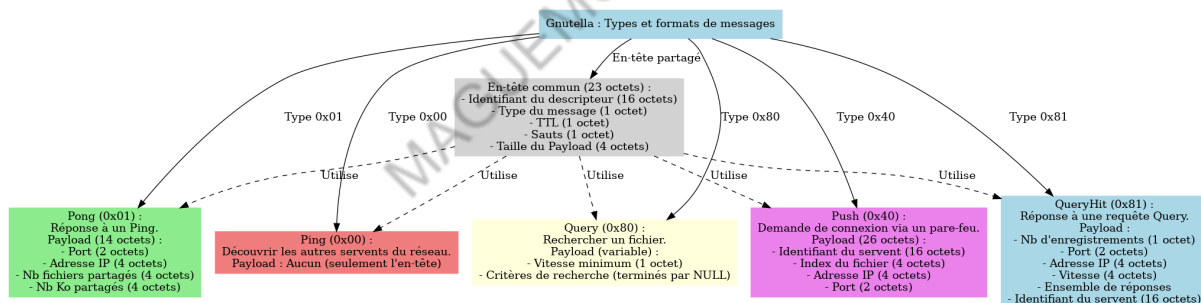 Gnutella : Types et formats de messages
En-tête partagé
En-tête commun (23 octets) :
- Identifiant du descripteur (16 octets)
- Type du message (1 octet)
- TTL (1 octet)
- Sauts (1 octet)
- Taille du Payload (4 octets)
Type 0x01
Type 0x00
Type 0x80
Type 0x40
Type 0x81
Utilise
Utilise
Utilise
Utilise
Utilise
Pong (0x01) :
Réponse à un Ping.
Payload (14 octets) :
- Port (2 octets)
- Adresse IP (4 octets)
- Nb fichiers partagés (4 octets)
- Nb Ko partagés (4 octets)
Ping (0x00) :
Découvrir les autres servents du réseau.
Payload : Aucun (seulement l'en-tête)
Query (0x80) :
Rechercher un fichier.
Payload (variable) :
- Vitesse minimum (1 octet)
- Critères de recherche (terminés par NULL)
Push (0x40) :
Demande de connexion via un pare-feu.
Payload (26 octets) :
- Identifiant du servent (16 octets)
- Index du fichier (4 octets)
- Adresse IP (4 octets)
- Port (2 octets)
QueryHit (0x81) :
Réponse à une requête Query.
Payload :
- Nb d'enregistrements (1 octet)
- Port (2 octets)
- Adresse IP (4 octets)
- Vitesse (4 octets)
- Ensemble de réponses
- Identifiant du servent (16 octets)